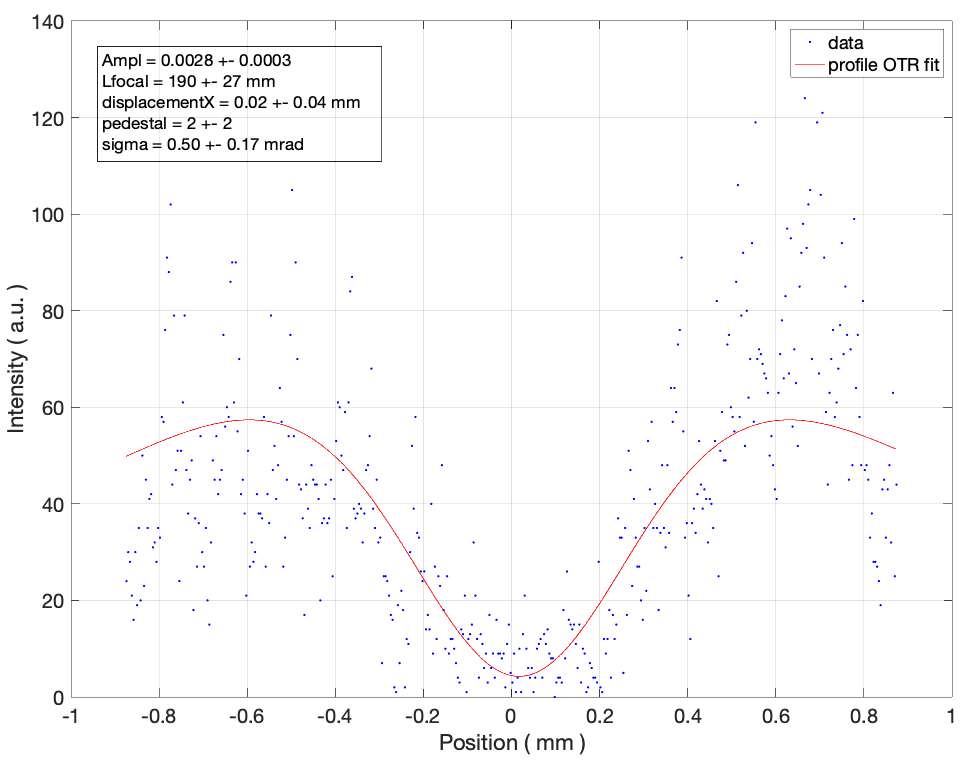 140
120
100
80
60
40
20
0
Intensity ( a.u. )
Ampl = 0.0028 +- 0.0003
Lfocal = 190 +- 27 mm
displacementX = 0.02 +- 0.04 mm
pedestal = 2 +- 2
sigma = 0.50 +- 0.17 mrad
data
profile OTR fit
-1 -0.8 -0.6 -0.4 -0.2 0 0.2 0.4 0.6 0.8 1
Position ( mm )